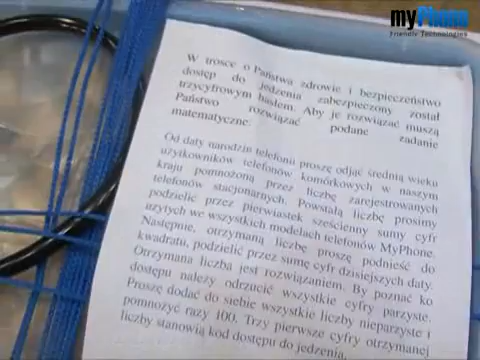 myPhone
Friendly Technologies
W trosce o Państwa zdrowie i bezpieczeństwo
dostęp do jedzenia zabezpieczony został
trzycyfrowym hasłem. Aby je rozwiązać muszą
Państwo rozwiązać podane zadanie
matematyczne:
Od daty narodzin telefonu proszę odjąć średnią wieku
użytkowników telefonów komórkowych w naszym
kraju pomnożoną przez liczbę zarejestrowanych
telefonów stacjonarnych. Powstałą liczbę prosimy
podzielić przez pierwiastek sześcienny sumy cyfr
użytych we wszystkich modelach telefonów MyPhone.
Następnie, otrzymaną liczbę proszę podnieść do
kwadratu, podzielić przez sumę cyfr dzisiejszej daty.
Otrzymana liczba jest rozwiązaniem. By poznać ko
dostępu należy odrzucić wszystkie cyfry parzyste.
Proszę dodać do siebie wszystkie liczby nieparzyste i
pomnożyć razy 100. Trzy pierwsze cyfry otrzymanej
liczby stanowią kod dostępu do jedzenia.